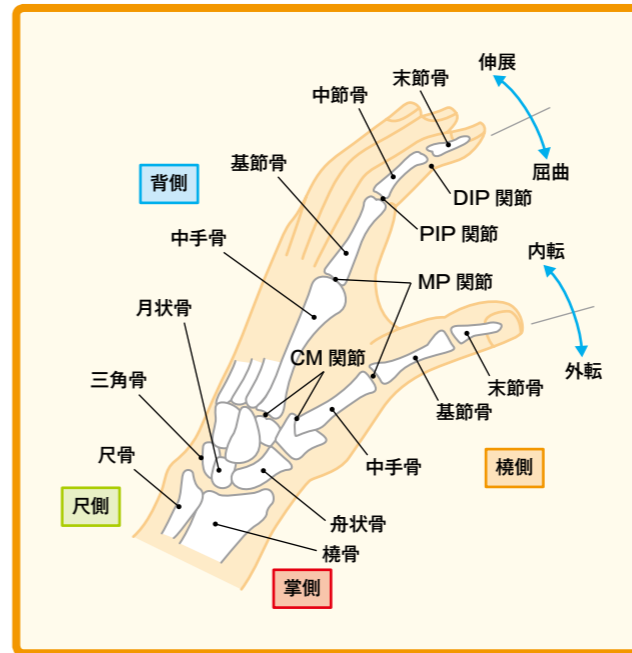 伸展
末節骨
中節骨
基節骨
屈曲
背側
DIP 関節
PIP 関節
中手骨
内転
MP 関節
月状骨
CM 関節
外転
三角骨
末節骨
基節骨
尺骨
中手骨
橈側
尺側
舟状骨
橈骨
掌側